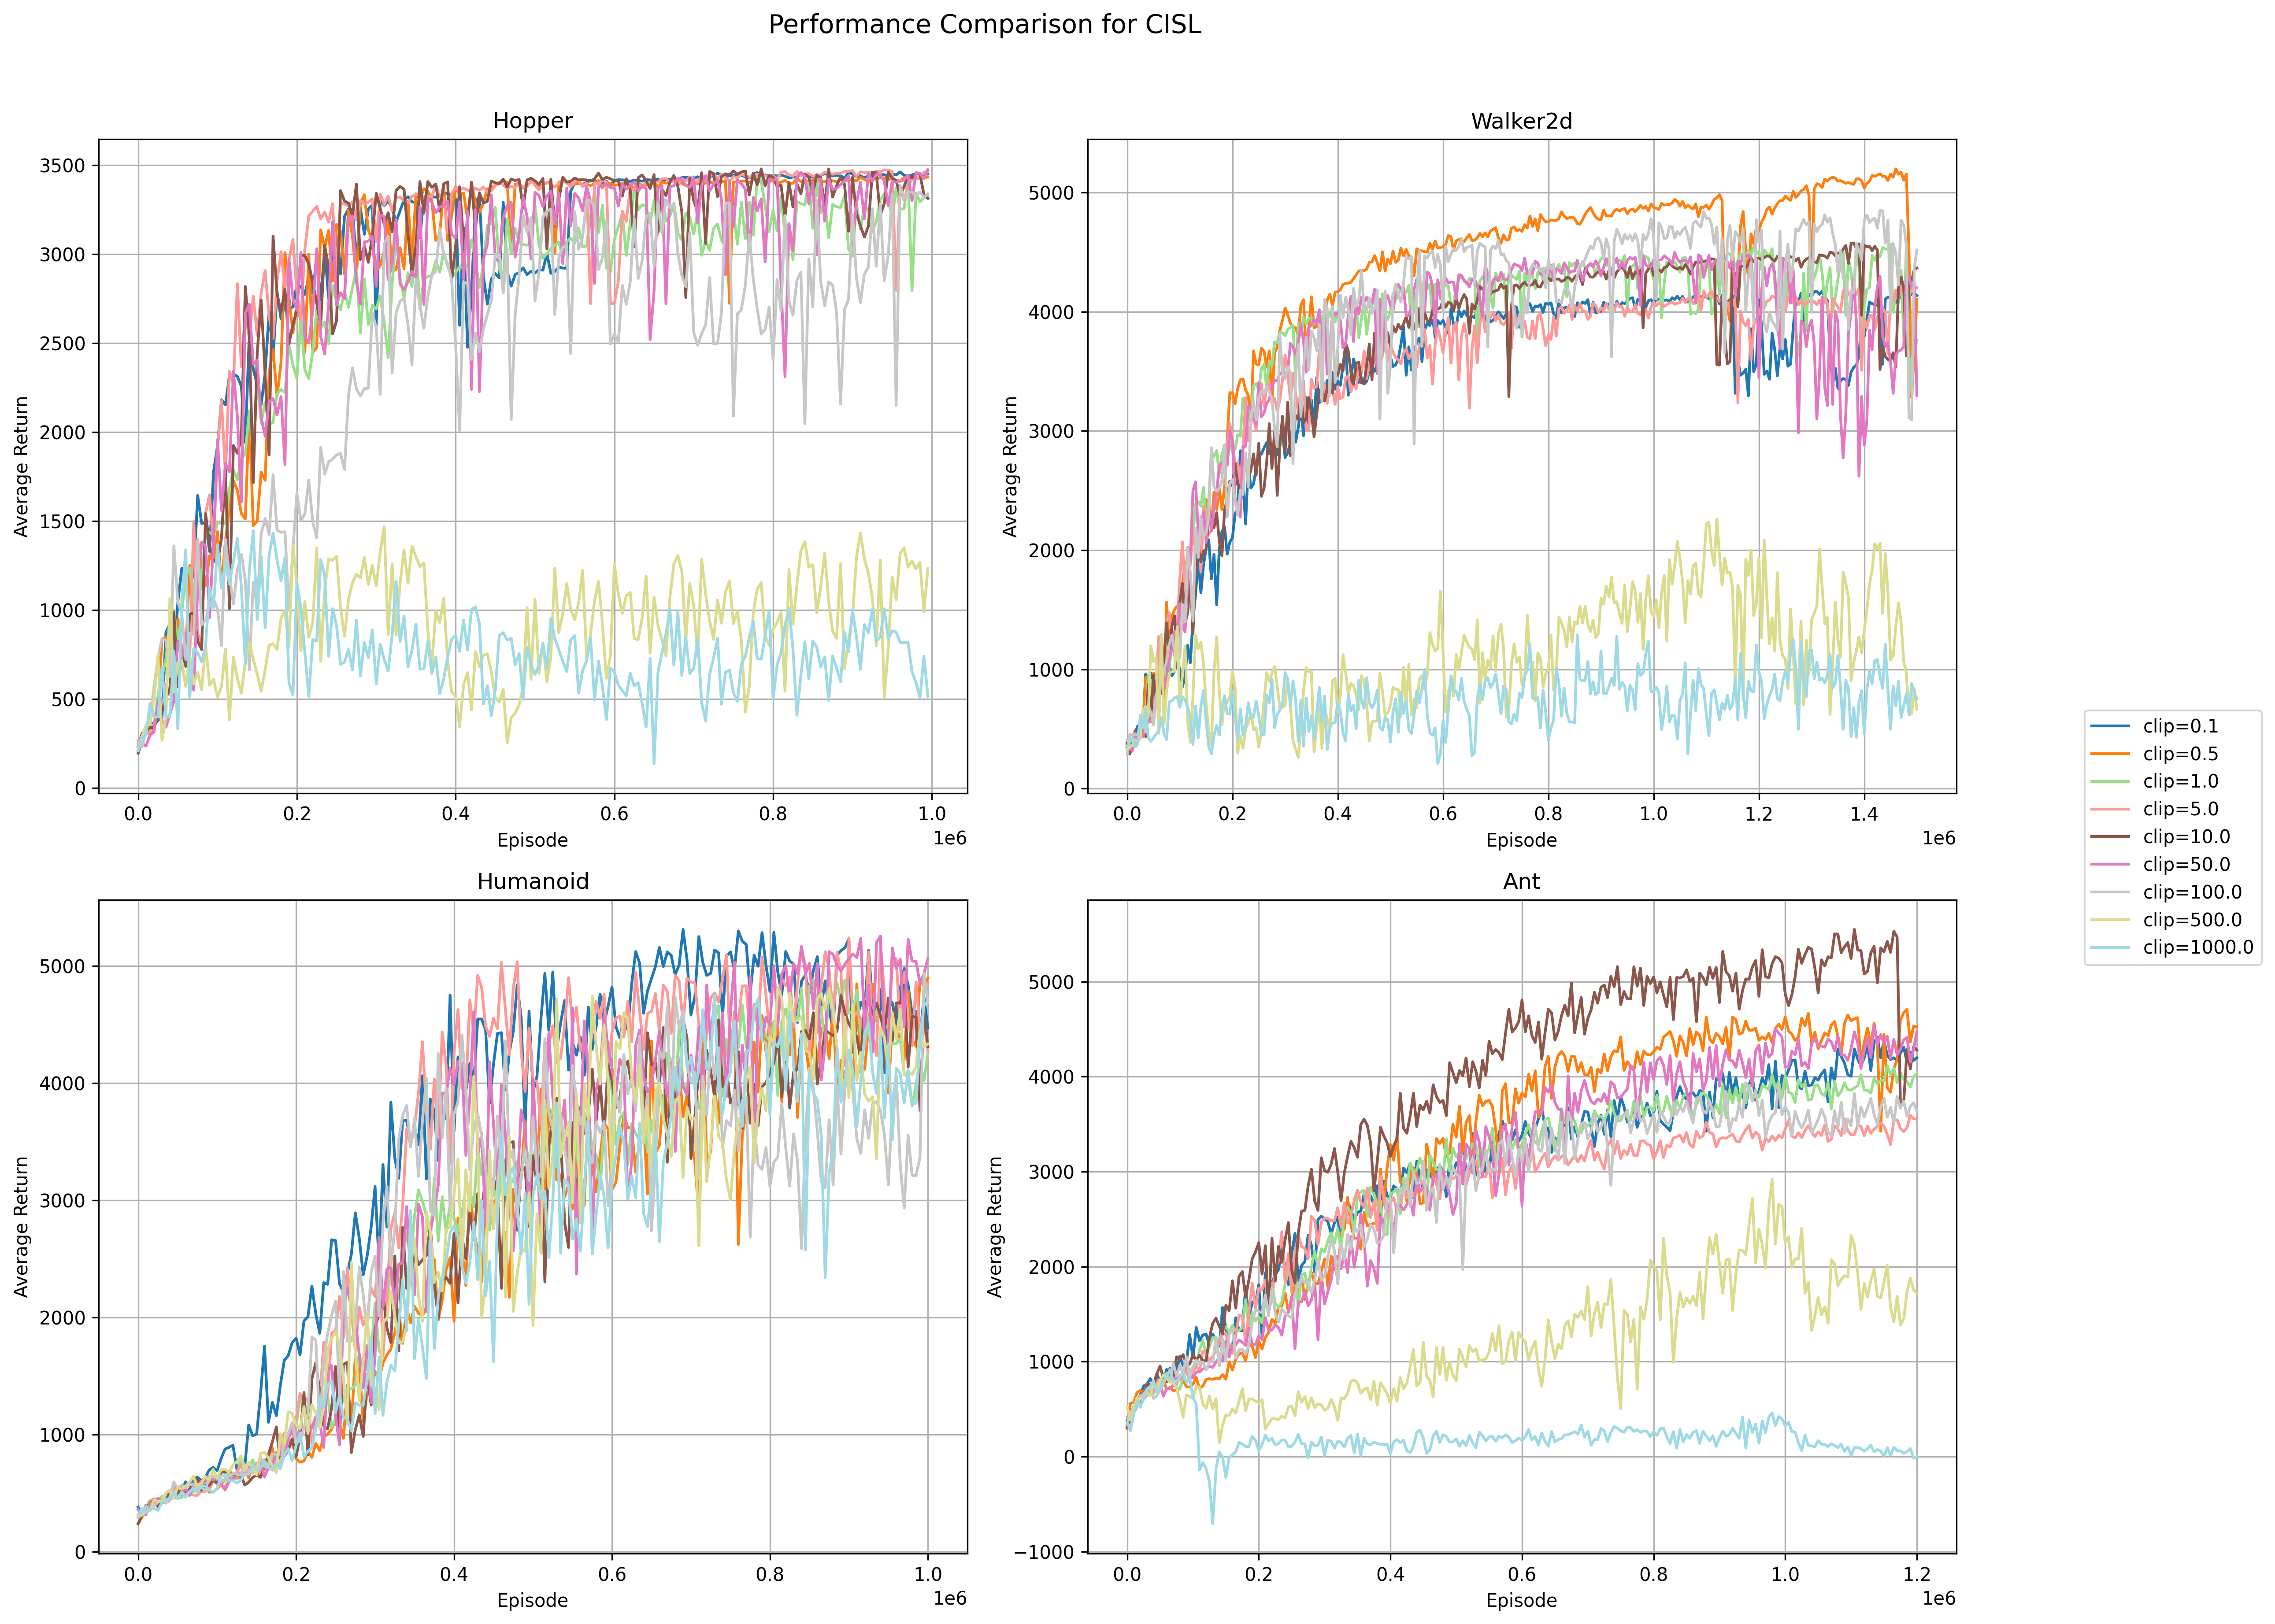 Performance Comparison for CISL
Hopper
Average Return
3500
3000
2500
2000
1500
1000
500
0
0.0 0.2 0.4 0.6 0.8 1.0
1e6
Episode
Walker2d
Average Return
5000
4000
3000
2000
1000
0
0.0 0.2 0.4 0.6 0.8 1.0 1.2 1.4
1e6
Episode
Humanoid
Average Return
5000
4000
3000
2000
1000
0
0.0 0.2 0.4 0.6 0.8 1.0
1e6
Episode
Ant
Average Return
5000
4000
3000
2000
1000
0
−1000
0.0 0.2 0.4 0.6 0.8 1.0 1.2
1e6
Episode
clip=0.1
clip=0.5
clip=1.0
clip=5.0
clip=10.0
clip=50.0
clip=100.0
clip=500.0
clip=1000.0